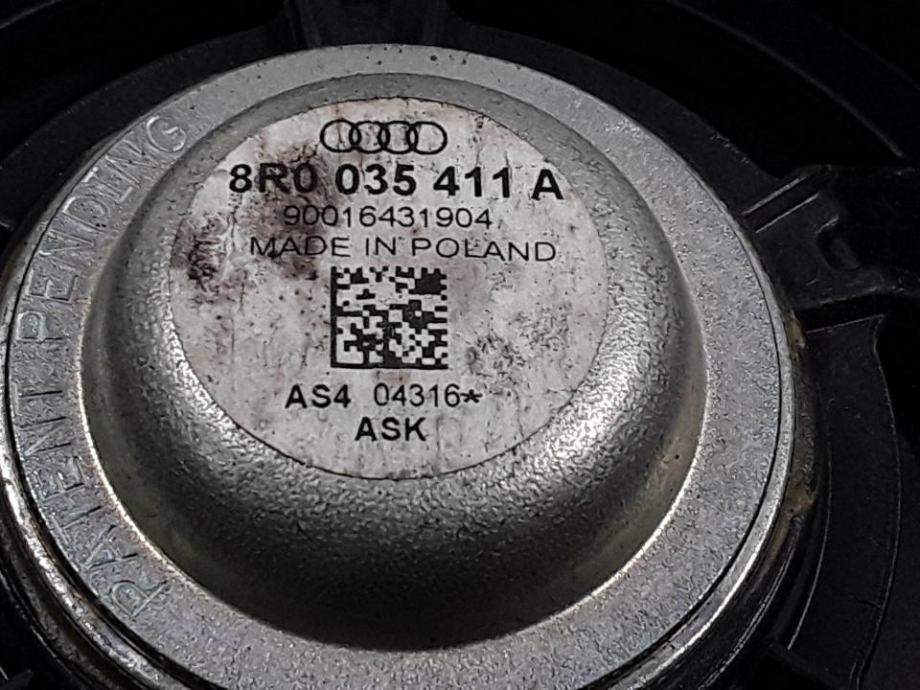 8R0 035 411 A
90016431904
MADE IN POLAND
AS4 04316*
ASK
PATENT PENDING